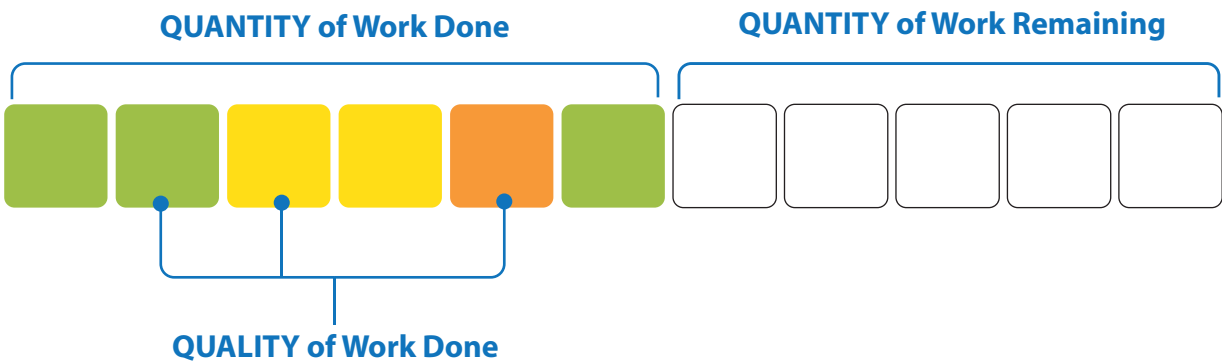 QUANTITY of Work Done
QUANTITY of Work Remaining
QUALITY of Work Done